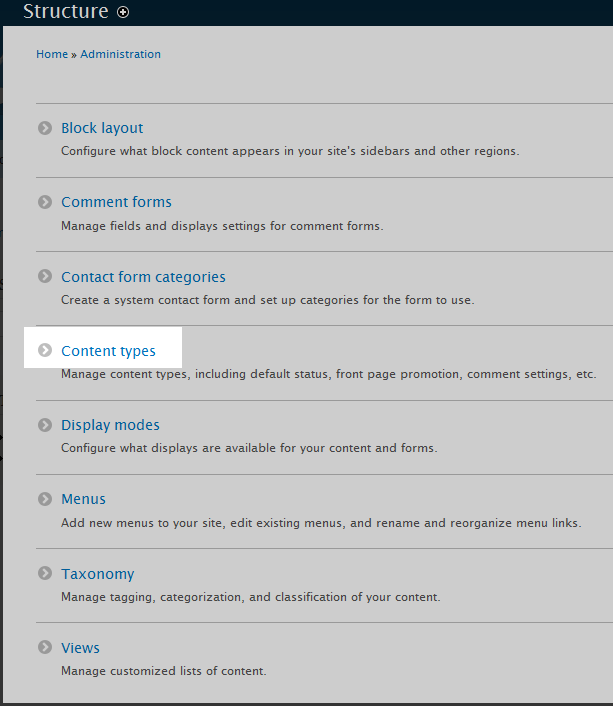 Structure
Home » Administration
Block layout
Configure what block content appears in your site's sidebars and other regions.
Comment forms
Manage fields and displays settings for comment forms.
Contact form categories
Create a system contact form and set up categories for the form to use.
Content types
Manage content types, including default status, front page promotion, comment settings, etc.
Display modes
Configure what displays are available for your content and forms.
Menus
Add new menus to your site, edit existing menus, and rename and reorganize menu links.
Taxonomy
Manage tagging, categorization, and classification of your content.
Views
Manage customized lists of content.